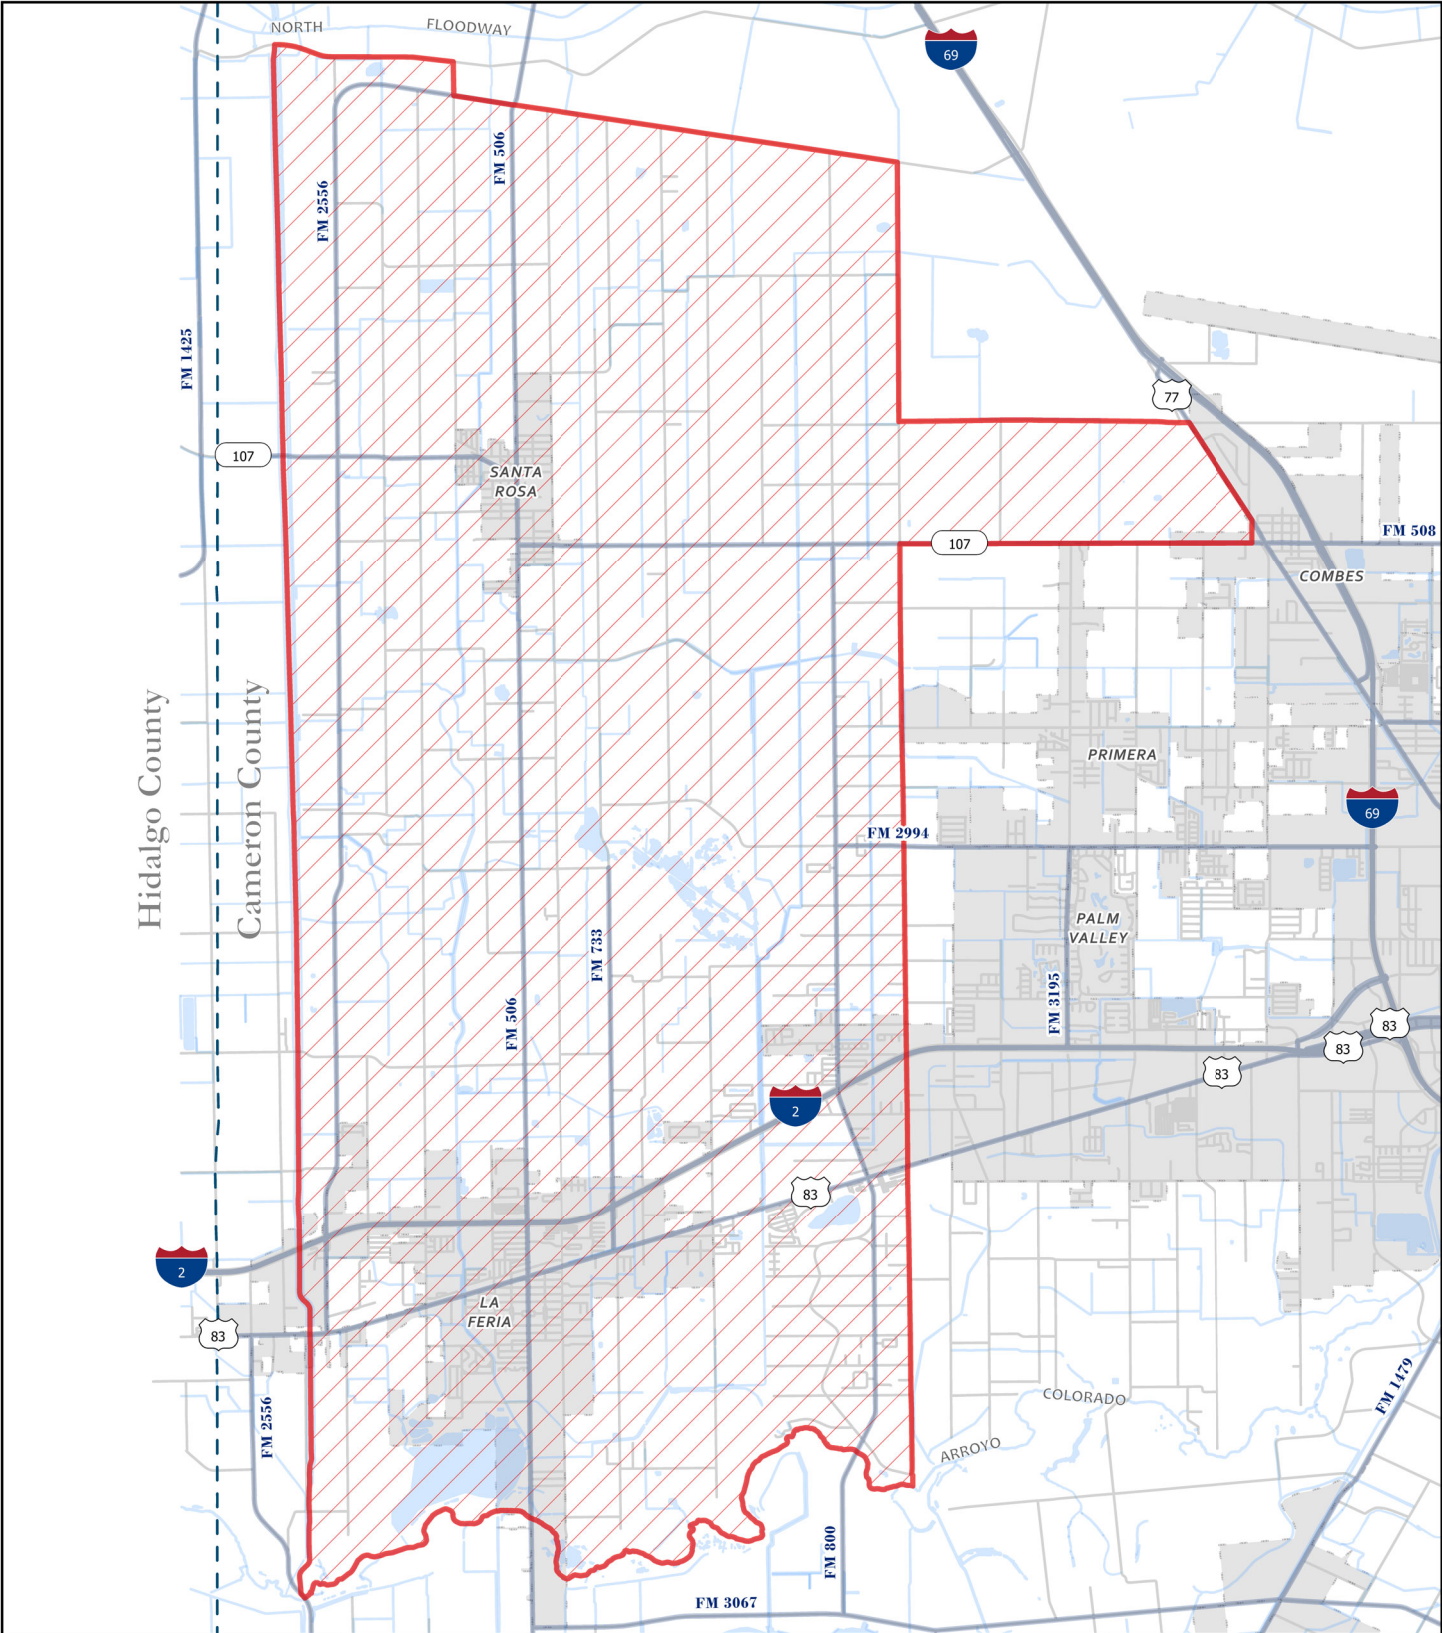 NORTH
FLOODWAY
69
FM 506
FM 2556
FM 1425
77
107
SANTA
ROSA
107
FM 508
COMBES
Hidalgo County
Cameron County
PRIMERA
69
FM 2994
PALM
VALLEY
FM 733
FM 3195
FM 506
83
83
83
2
83
2
LA
FERIA
83
FM 1479
COLORADO
FM 2556
ARROYO
FM 800
FM 3067